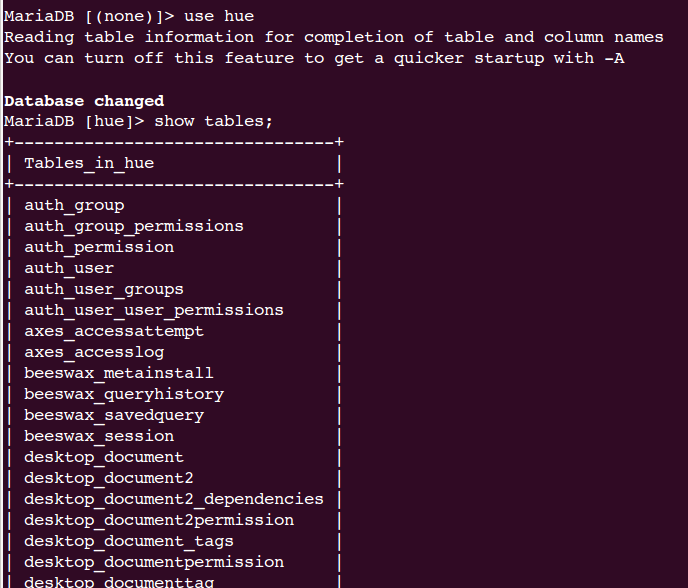 MariaDB [(none)]> use hue
Reading table information for completion of table and column names
You can turn off this feature to get a quicker startup with -A
Database changed
MariaDB [hue]> show tables;
+--------------------------------+
| Tables_in_hue                  |
+--------------------------------+
| auth_group                     |
| auth_group_permissions         |
| auth_permission                |
| auth_user                      |
| auth_user_groups               |
| auth_user_user_permissions     |
| axes_accessattempt             |
| axes_accesslog                 |
| beeswax_metainstall            |
| beeswax_queryhistory           |
| beeswax_savedquery             |
| beeswax_session                |
| desktop_document               |
| desktop_document2              |
| desktop_document2_dependencies |
| desktop_document2permission    |
| desktop_document_tags          |
| desktop_documentpermission     |
| desktop_documenttag            |